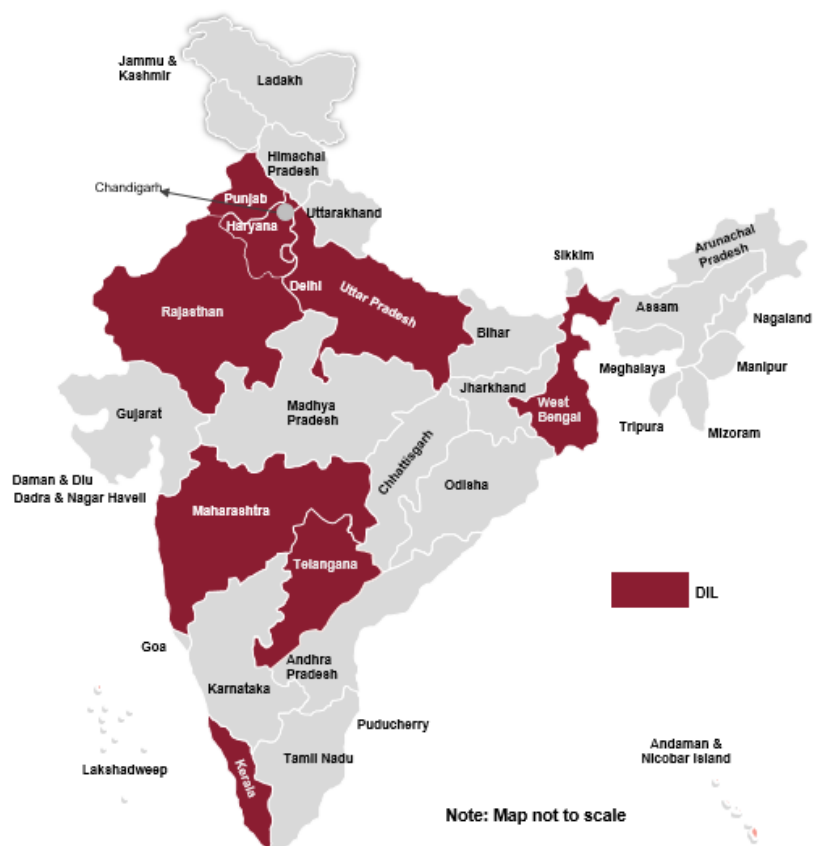 Jammu &
Kashmir
Ladakh
Himachal
Pradesh
Chandigarh
Punjab
Uttarakhand
Haryana
Arunachal
Pradesh
Sikkim
Delhi
Uttar Pradesh
Rajasthan
Assam
Nagaland
Bihar
Meghalaya
Manipur
Jharkhand
West
Bengal
Gujarat
Madhya
Pradesh
Tripura
Mizoram
Chhattisgarh
Daman & Diu
Dadra & Nagar Haveli
Odisha
Maharashtra
Telangana
DIL
Goa
Andhra
Pradesh
Karnataka
Puducherry
Andaman &
Nicobar Island
Lakshadweep
Kerala
Tamil Nadu
Note: Map not to scale